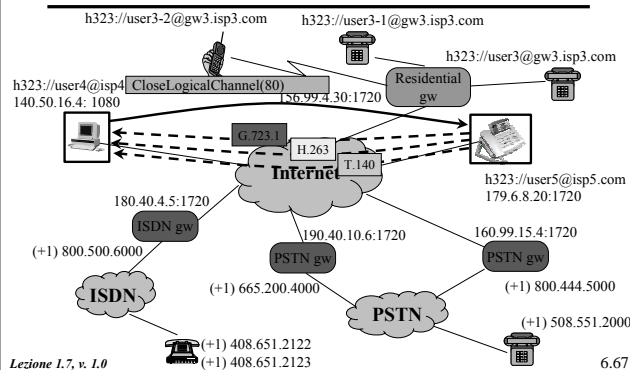 h323://user3-2@gw3.isp3.com
h323://user3-1@gw3.isp3.com
h323://user3@gw3.isp3.com
Residential
gw
h323://user4@isp4
CloseLogicalChannel(80)
140.50.16.4: 1080
156.99.4.30:1720
G.723.1
H.263
T.140
Internet
h323://user5@isp5.com
179.6.8.20:1720
180.40.4.5:1720
ISDN gw
190.40.10.6:1720
160.99.15.4:1720
(+1) 800.500.6000
PSTN gw
PSTN gw
(+1) 665.200.4000
(+1) 800.444.5000
ISDN
PSTN
(+1) 508.551.2000
(+1) 408.651.2122
(+1) 408.651.2123
Lezione 1.7, v. 1.0
6.67